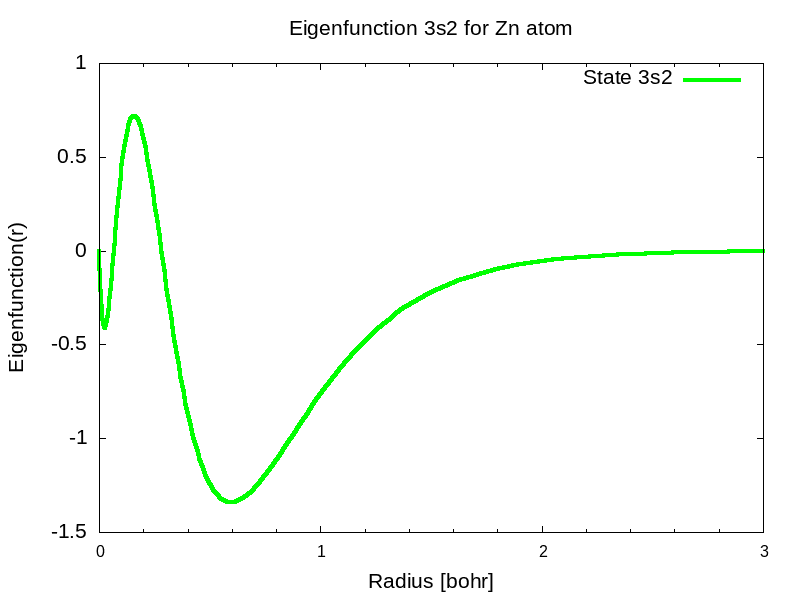 Eigenfunction 3s2 for Zn atom
State 3s2
1
0.5
0
-0.5
-1
-1.5
Eigenfunction(r)
0 1 2 3
Radius [bohr]